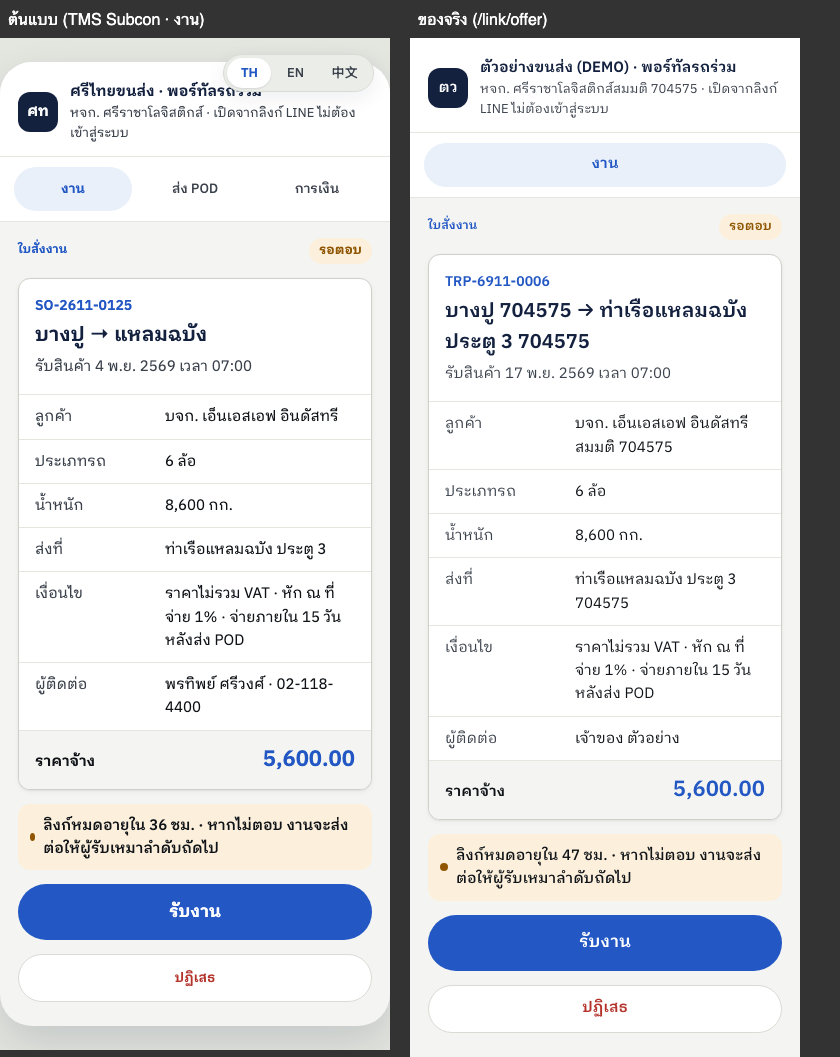 ต้นแบบ (TMS Subcon · งาน)
TH EN 中文
ศท
ศรีไทยขนส่ง · พอร์ทัลรถร่วม
หจก. ศรีราชาโลจิสติกส์ · เปิดจากลิงก์ LINE ไม่ต้อง
เข้าสู่ระบบ
งาน ส่ง POD การเงิน
ใบสั่งงาน รอตอบ
SO-2611-0125
บางปู → แหลมฉบัง
รับสินค้า 4 พ.ย. 2569 เวลา 07:00
ลูกค้า บจก. เอ็นเอสเอฟ อินดัสทรี
ประเภทรถ 6 ล้อ
น้ำหนัก 8,600 กก.
ส่งที่ ท่าเรือแหลมฉบัง ประตู 3
เงื่อนไข ราคาไม่รวม VAT · หัก ณ ที่
จ่าย 1% · จ่ายภายใน 15 วัน
หลังส่ง POD
ผู้ติดต่อ พรทิพย์ ศรีวงศ์ · 02-118-
4400
ราคาจ้าง 5,600.00
ลิงก์หมดอายุใน 36 ชม. · หากไม่ตอบ งานจะส่ง
ต่อให้ผู้รับเหมาลำดับถัดไป
รับงาน
ปฏิเสธ
ของจริง (/link/offer)
ตว
ตัวอย่างขนส่ง (DEMO) · พอร์ทัลรถร่วม
หจก. ศรีราชาโลจิสติกส์สมมติ 704575 · เปิดจากลิงก์
LINE ไม่ต้องเข้าสู่ระบบ
งาน
ใบสั่งงาน รอตอบ
TRP-6911-0006
บางปู 704575 → ท่าเรือแหลมฉบัง
ประตู 3 704575
รับสินค้า 17 พ.ย. 2569 เวลา 07:00
ลูกค้า บจก. เอ็นเอสเอฟ อินดัสทรี
สมมติ 704575
ประเภทรถ 6 ล้อ
น้ำหนัก 8,600 กก.
ส่งที่ ท่าเรือแหลมฉบัง ประตู 3
704575
เงื่อนไข ราคาไม่รวม VAT · หัก ณ ที่
จ่าย 1% · จ่ายภายใน 15 วัน
หลังส่ง POD
ผู้ติดต่อ เจ้าของ ตัวอย่าง
ราคาจ้าง 5,600.00
ลิงก์หมดอายุใน 47 ชม. · หากไม่ตอบ งานจะส่ง
ต่อให้ผู้รับเหมาลำดับถัดไป
รับงาน
ปฏิเสธ